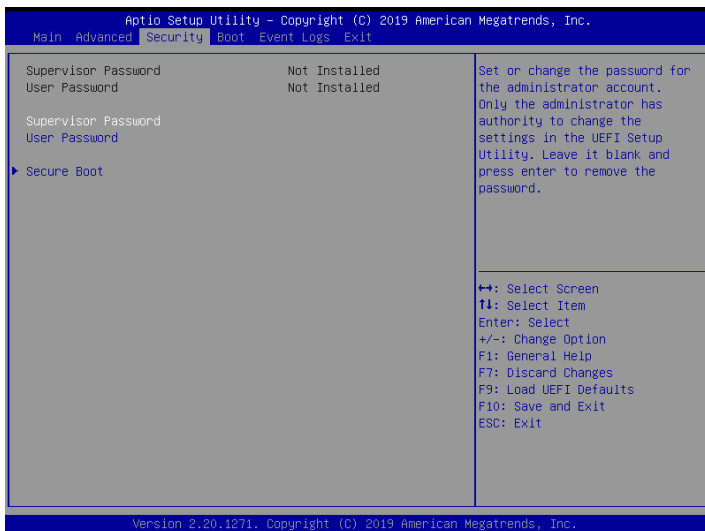 Aptio Setup Utility – Copyright (C) 2019 American Megatrends, Inc.
Main Advanced Security Boot Event Logs Exit
Supervisor Password Not Installed
User Password Not Installed
Supervisor Password
User Password
Secure Boot
Set or change the password for
the administrator account.
Only the administrator has
authority to change the
settings in the UEFI Setup
Utility. Leave it blank and
press enter to remove the
password.
↔: Select Screen
↑↓: Select Item
Enter: Select
+/-: Change Option
F1: General Help
F7: Discard Changes
F9: Load UEFI Defaults
F10: Save and Exit
ESC: Exit
Version 2.20.1271. Copyright (C) 2019 American Megatrends, Inc.